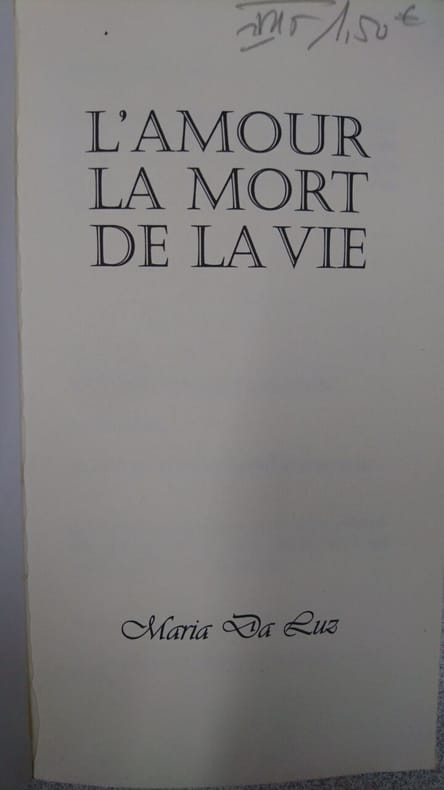 1,50 €
L'AMOUR
LA MORT
DE LA VIE
Maria Da Luz